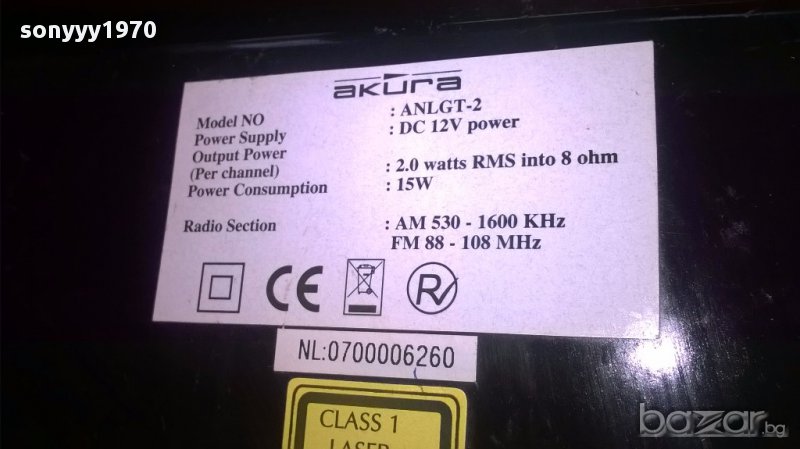 sonyyy1970
akura
Model NO : ANLGT-2
Power Supply : DC 12V power
Output Power
(Per channel) : 2.0 watts RMS into 8 ohm
Power Consumption : 15W
Radio Section : AM 530 - 1600 KHz
FM 88 - 108 MHz
CE RV
NL:0700006260
CLASS 1
LASER
bazar.bg